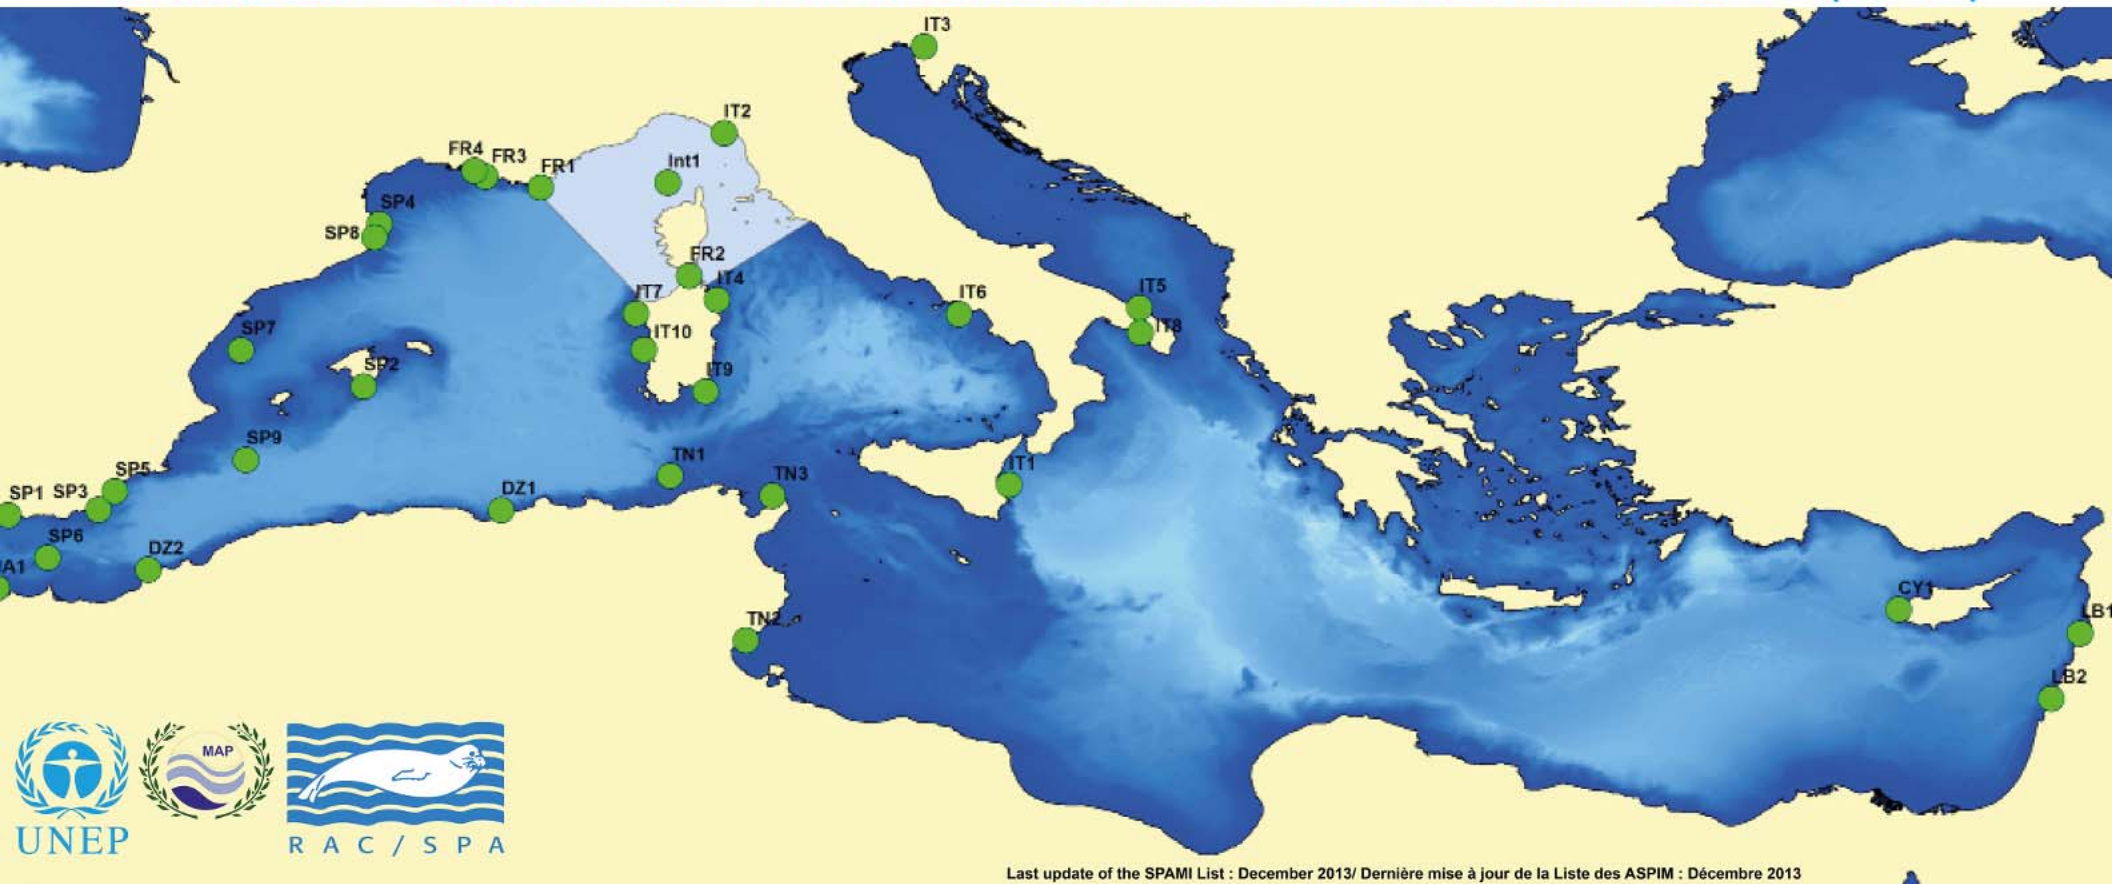 IT3
IT2
FR4
FR3
FR1
Int1
SP4
SP8
FR2
IT4
IT7
IT5
IT6
IT8
SP7
IT10
SP2
IT9
SP9
SP5
TN1
IT1
TN3
SP1
SP3
DZ1
SP6
DZ2
A1
CY1
LB1
TN2
LB2
MAP
UNEP
RAC/SPA
Last update of the SPAMI List : December 2013/ Dernière mise à jour de la Liste des ASPIM : Décembre 2013